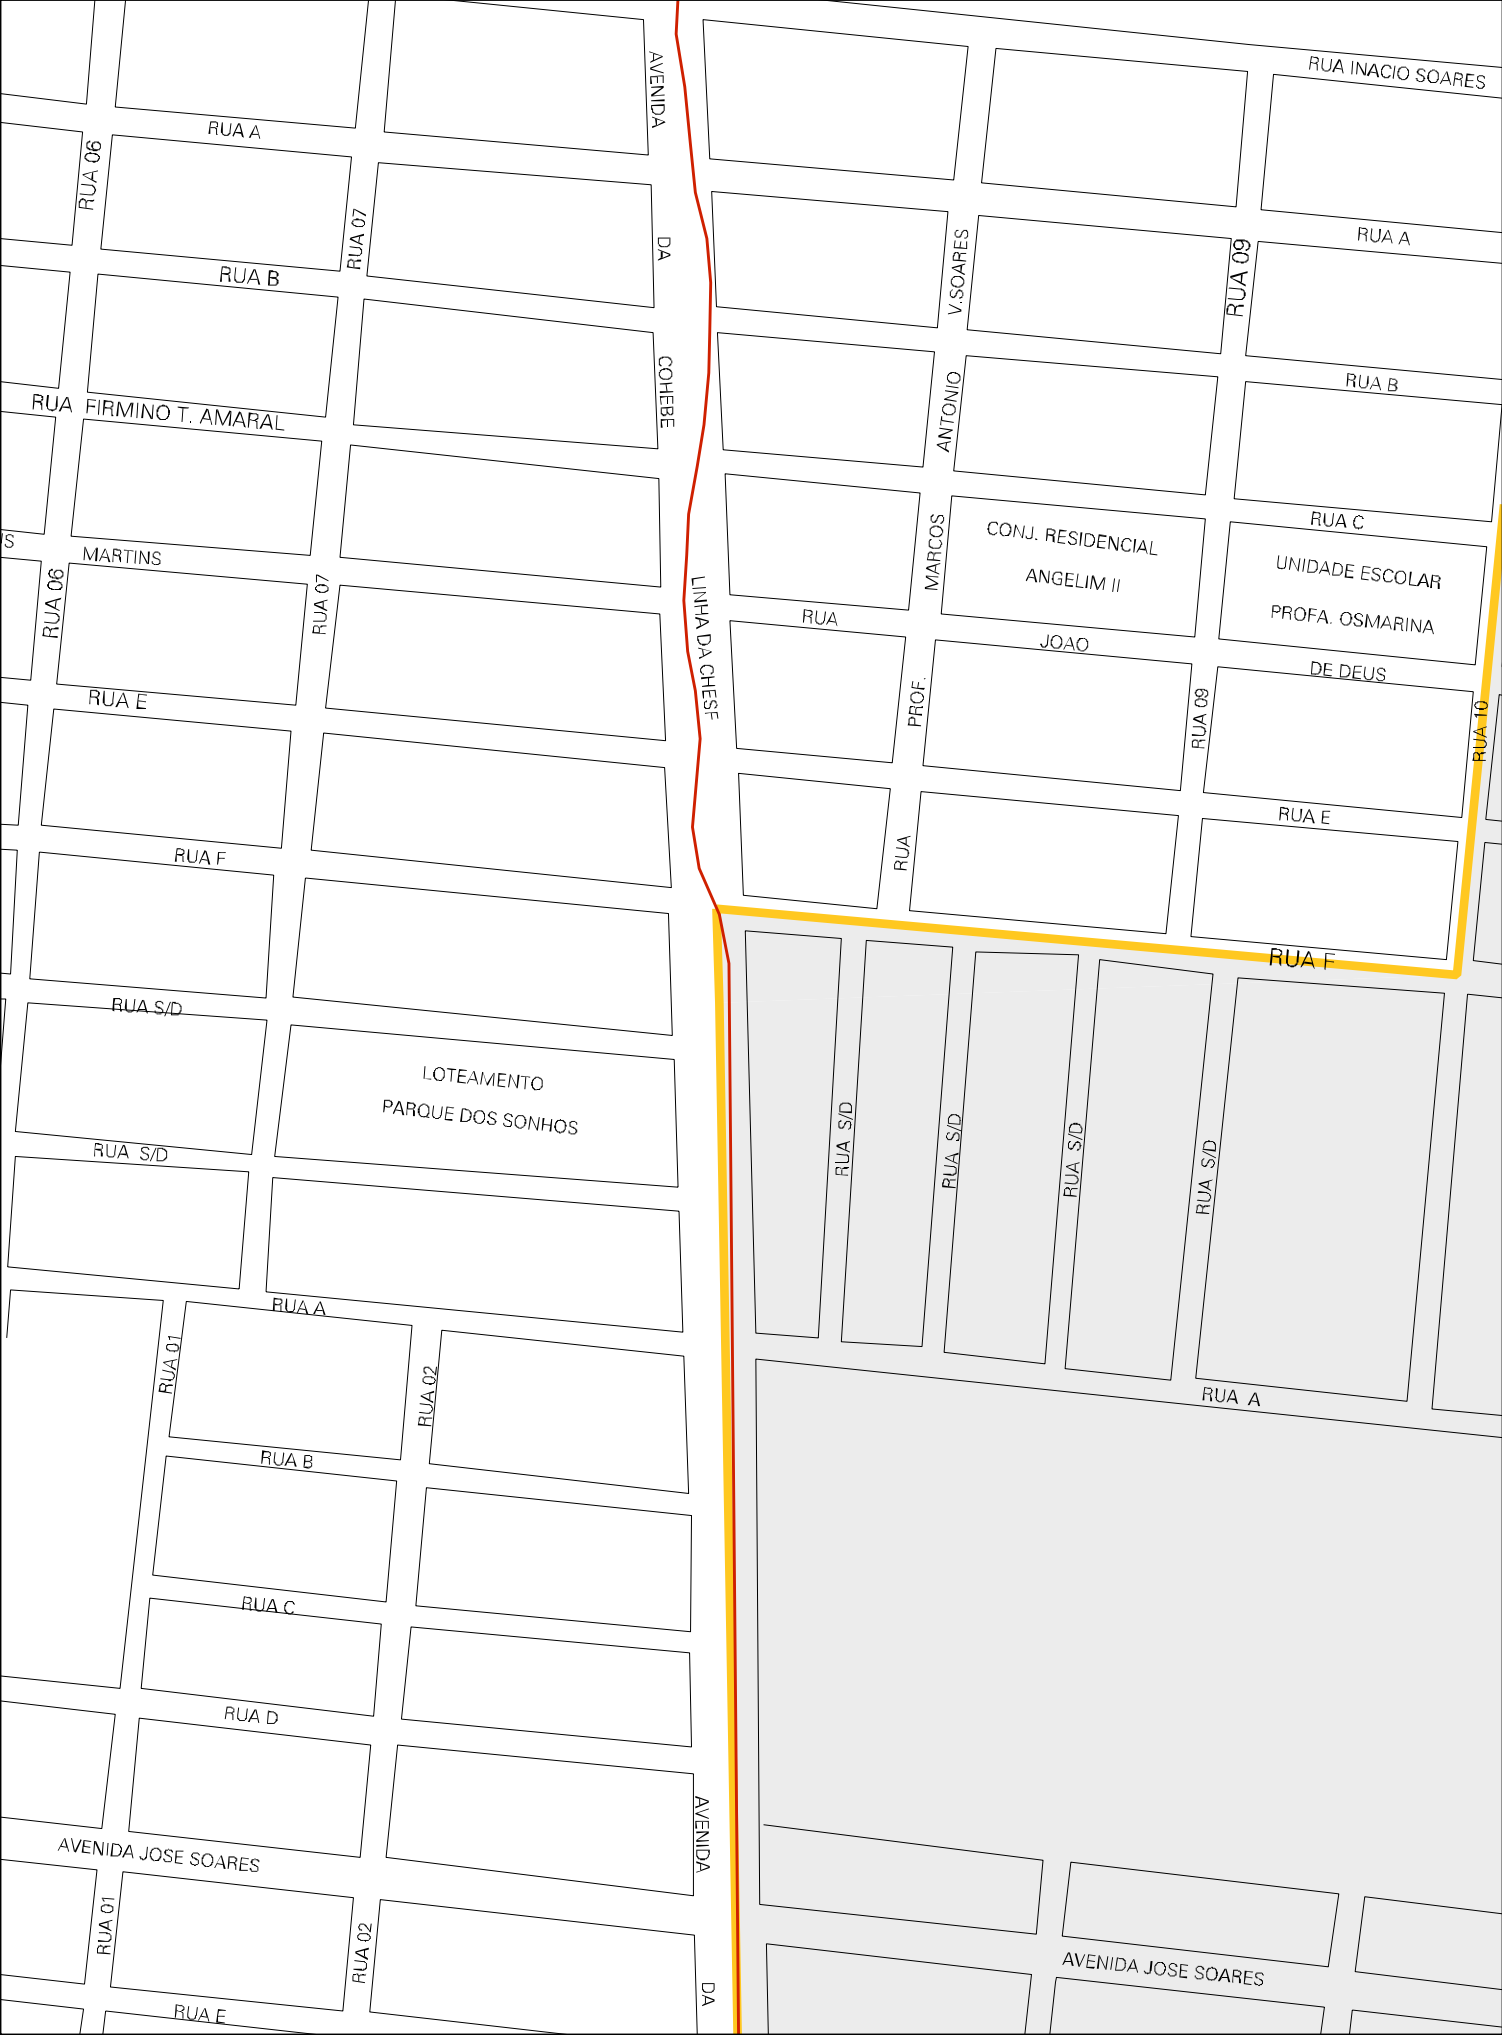 RUA INACIO SOARES
AVENIDA
RUA A
RUA 06
RUA 07
DA
V.SOARES
RUA 09
RUA A
RUA B
COHEBE
ANTONIO
RUA B
RUA FIRMINO T. AMARAL
RUA C
MARCOS
CONJ. RESIDENCIAL
ANGELIM II
UNIDADE ESCOLAR
PROFA. OSMARINA
IS
MARTINS
RUA 06
RUA 07
LINHA DA CHESF
RUA
JOAO
DE DEUS
PROF.
RUA 09
RUA 10
RUA E
RUA E
RUA
RUA F
RUA F
RUA S/D
LOTEAMENTO
PARQUE DOS SONHOS
RUA S/D
RUA S/D
RUA S/D
RUA S/D
RUA S/D
RUA A
RUA 01
RUA 02
RUA A
RUA B
RUA C
RUA D
AVENIDA
AVENIDA JOSE SOARES
RUA 01
RUA 02
AVENIDA JOSE SOARES
DA
RUA E